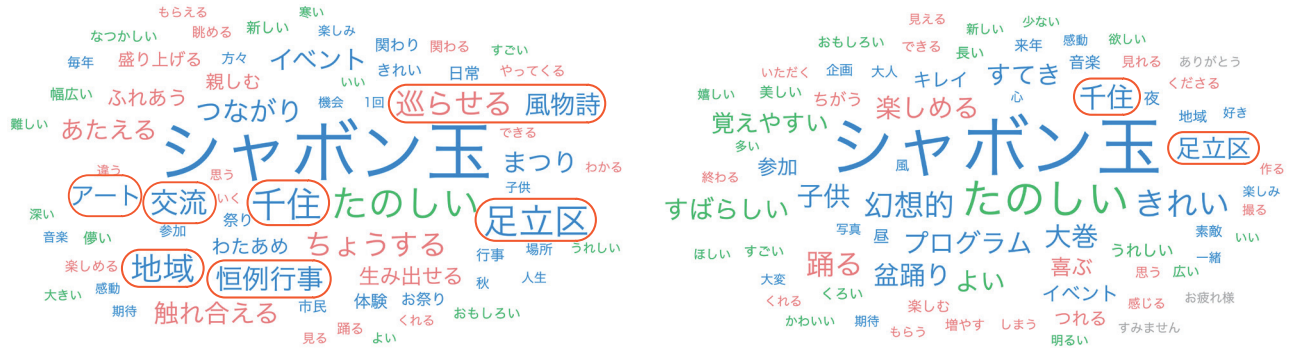 もらえる 寒い
なつかしい 眺める 新しい 楽しみ
毎年 盛り上げる 方々 イベント 関わり 関わる すごい
親しむ いい きれい 日常 やってくる
幅広い ふれあう つながり 機会 1回 巡らせる 風物詩
難しい あたえる シャボン玉 できる
まつり わかる
違う 思う 子供
アート 交流 いく 千住 たのしい 足立区
深い 参加 祭り
音楽 儚い わたあめ ちょうする 行事 場所 うれしい
楽しめる 地域 恒例行事 生み出せる 秋 人生
大きい 感動 市民 体験 お祭り
期待 触れ合える くれる おもしろい
見る 踊る よい
見える 新しい 少ない
おもしろい できる 長い 来年 感動 欲しい
いただく 企画 大人 キレイ すてき 音楽 見れる ありがとう
嬉しい 美しい ちがう 楽しめる 心 千住 夜 くださる
覚えやすい シャボン玉 地域 好き
多い 足立区
参加 風 作る
終わる 子供 幻想的 たのしい きれい 楽しみ
すばらしい 撮る
写真 昼 プログラム 大巻 素敵 いい
ほしい すごい 踊る うれしい 一緒
大変 盆踊り よい 喜ぶ 思う 広い
くれる くろい イベント 感じる お疲れ様
かわいい 期待 楽しむ つれる
もらう 増やす しまう すみません
明るい